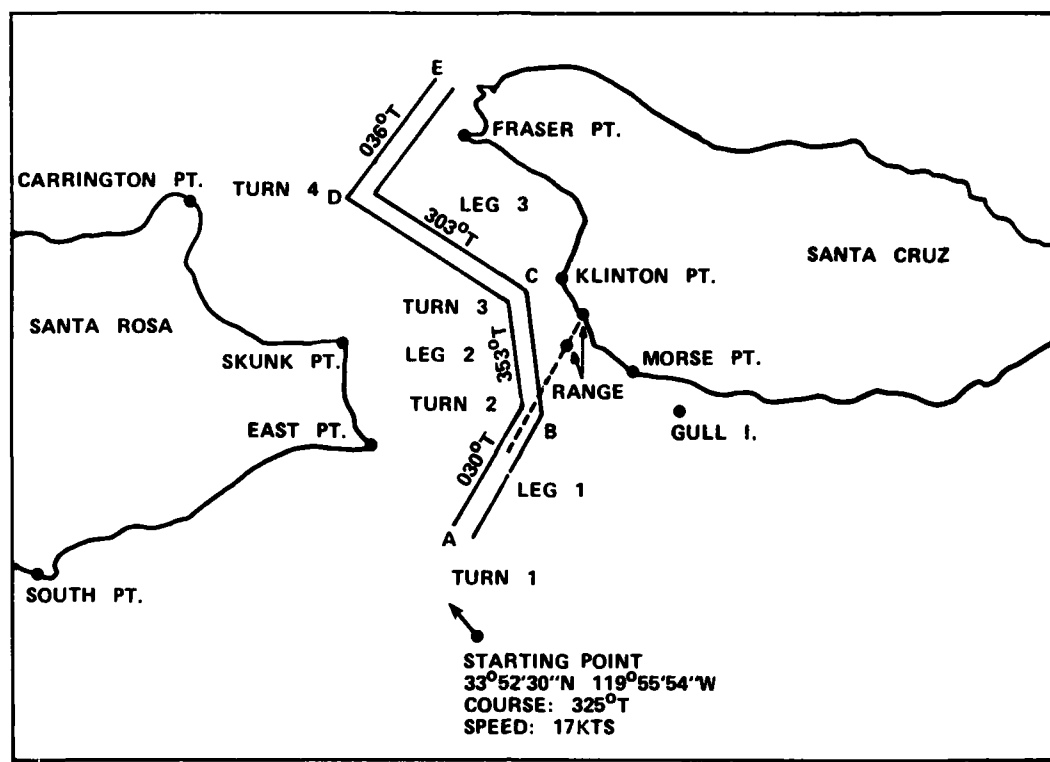 E
036°T
FRASER PT.
CARRINGTON PT.
TURN 4
D
LEG 3
303°T
SANTA CRUZ
C
KLINTON PT.
TURN 3
SANTA ROSA
LEG 2
353°T
SKUNK PT.
MORSE PT.
RANGE
TURN 2
B
GULL I.
EAST PT.
030°T
LEG 1
A
TURN 1
SOUTH PT.
STARTING POINT
33°52'30"N 119°55'54"W
COURSE: 325°T
SPEED: 17KTS